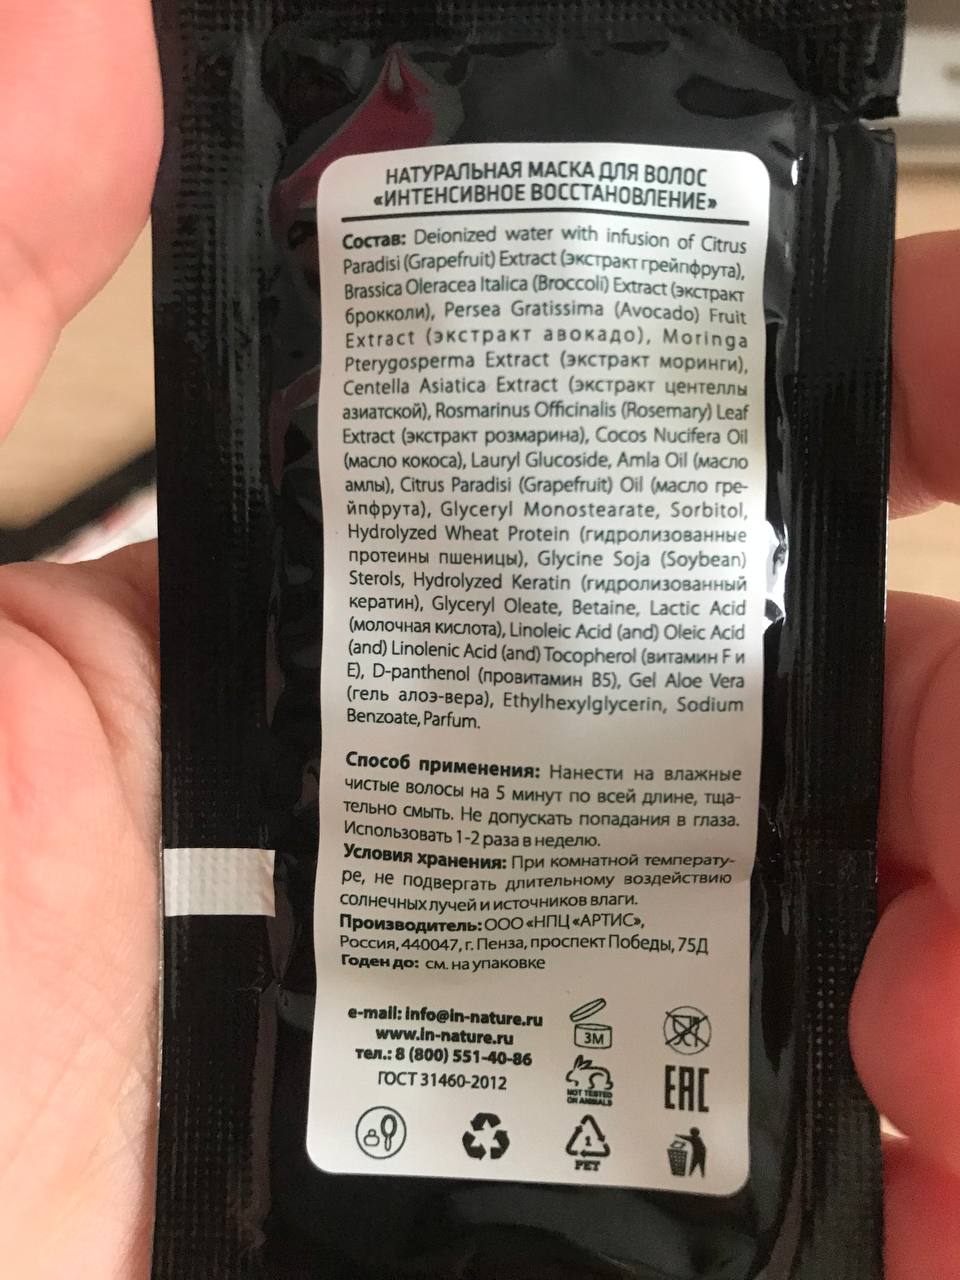 НАТУРАЛЬНАЯ МАСКА ДЛЯ ВОЛОС
«ИНТЕНСИВНОЕ ВОССТАНОВЛЕНИЕ»
Состав: Deionized water with infusion of Citrus
Paradisi (Grapefruit) Extract (экстракт грейпфрута),
Brassica Oleracea Italica (Broccoli) Extract (экстракт
брокколи), Persea Gratissima (Avocado) Fruit
Extract (экстракт авокадо), Moringa
Pterygosperma Extract (экстракт моринги),
Centella Asiatica Extract (экстракт центеллы
азиатской), Rosmarinus Officinalis (Rosemary) Leaf
Extract (экстракт розмарина), Cocos Nucifera Oil
(масло кокоса), Lauryl Glucoside, Amla Oil (масло
амлы), Citrus Paradisi (Grapefruit) Oil (масло гре-
йпфрута), Glyceryl Monostearate, Sorbitol,
Hydrolyzed Wheat Protein (гидролизованные
протеины пшеницы), Glycine Soja (Soybean)
Sterols, Hydrolyzed Keratin (гидролизованный
кератин), Glyceryl Oleate, Betaine, Lactic Acid
(молочная кислота), Linoleic Acid (and) Oleic Acid
(and) Linolenic Acid (and) Tocopherol (витамин F и
E), D-panthenol (провитамин B5), Gel Aloe Vera
(гель алоэ-вера), Ethylhexylglycerin, Sodium
Benzoate, Parfum.
Способ применения: Нанести на влажные
чистые волосы на 5 минут по всей длине, тща-
тельно смыть. Не допускать попадания в глаза.
Использовать 1-2 раза в неделю.
Условия хранения: При комнатной температу-
ре, не подвергать длительному воздействию
солнечных лучей и источников влаги.
Производитель: ООО «НПЦ «АРТИС»,
Россия, 440047, г. Пенза, проспект Победы, 75Д
Годен до: см. на упаковке
e-mail: info@in-nature.ru
www.in-nature.ru
тел.: 8 (800) 551-40-86
ГОСТ 31460-2012
3М
NOT TESTED
ON ANIMALS
EAC
1
PET